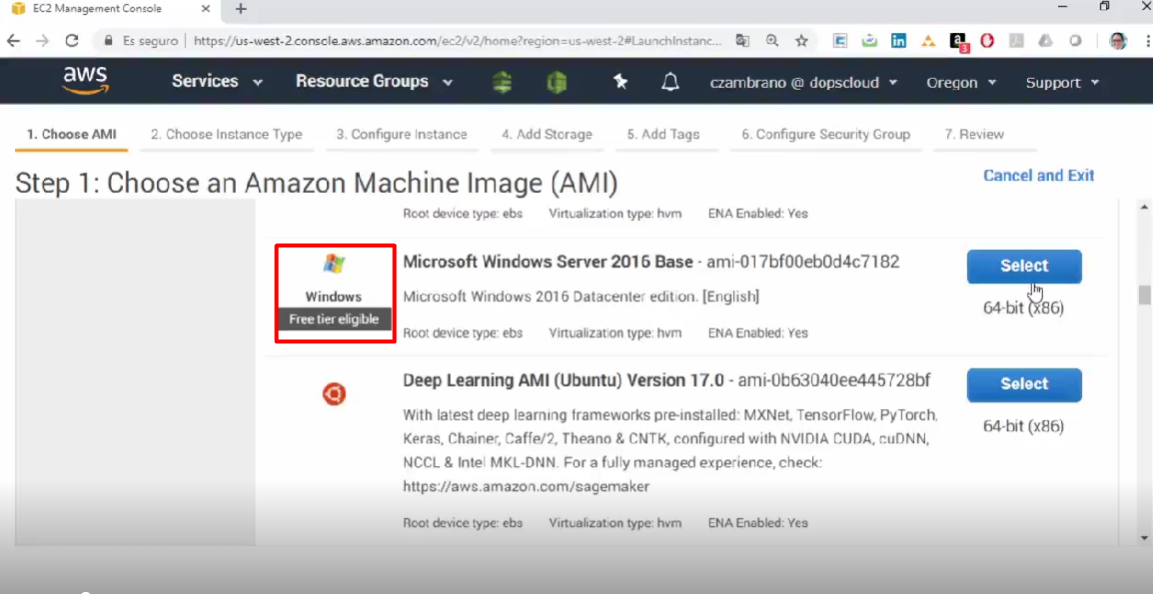 EC2 Management Console
Es seguro | https://us-west-2.console.aws.amazon.com/ec2/v2/home?region=us-west-2#LaunchInstanc...
aws Services Resource Groups czambrano @ dopscloud Oregon Support
1. Choose AMI 2. Choose Instance Type 3. Configure Instance 4. Add Storage 5. Add Tags 6. Configure Security Group 7. Review
Step 1: Choose an Amazon Machine Image (AMI)
Cancel and Exit
Root device type: ebs Virtualization type: hvm ENA Enabled: Yes
Windows
Free tier eligible
Microsoft Windows Server 2016 Base - ami-017bf00eb0d4c7182
Microsoft Windows 2016 Datacenter edition. [English]
Root device type: ebs Virtualization type: hvm ENA Enabled: Yes
Select
64-bit (x86)
Deep Learning AMI (Ubuntu) Version 17.0 - ami-0b63040ee445728bf
With latest deep learning frameworks pre-installed: MXNet, TensorFlow, PyTorch,
Keras, Chainer, Caffe/2, Theano & CNTK, configured with NVIDIA CUDA, cuDNN,
NCCL & Intel MKL-DNN. For a fully managed experience, check:
https://aws.amazon.com/sagemaker
Root device type: ebs Virtualization type: hvm ENA Enabled: Yes
Select
64-bit (x86)